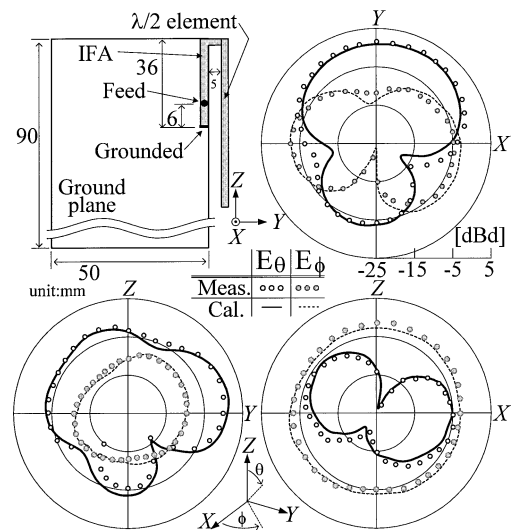 λ/2 element
IFA
36
5
Feed
6
90
Grounded
Ground
plane
Z
Y
X
50
unit:mm
Y
X
[dBd]
-25 -15 -5 5
Eθ Eϕ
Meas.
Cal.
Z
Y
Z
X
Z
θ
X
ϕ
Y